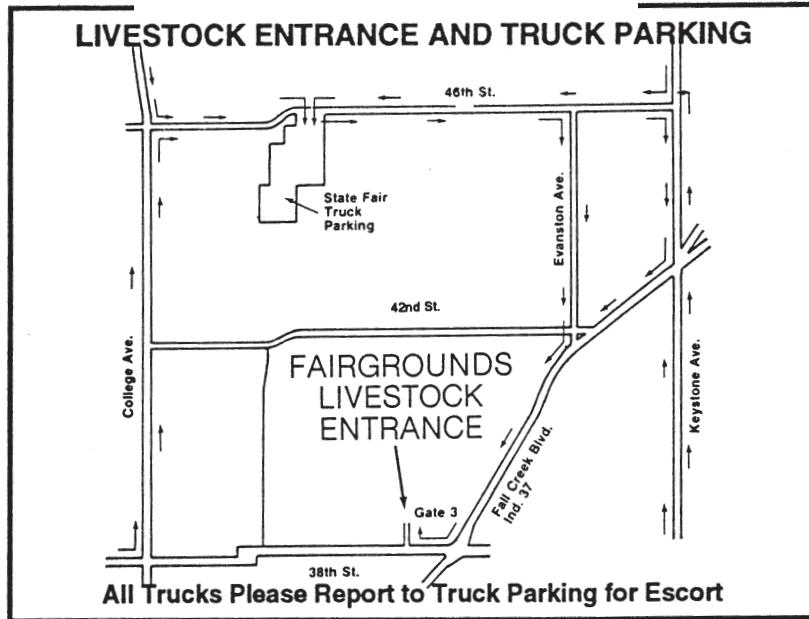 LIVESTOCK ENTRANCE AND TRUCK PARKING
46th St.
State Fair
Truck
Parking
Evanston Ave.
42nd St.
College Ave.
FAIRGROUNDS
LIVESTOCK
ENTRANCE
Keystone Ave.
Fall Creek Blvd.
Ind. 37
Gate 3
38th St.
All Trucks Please Report to Truck Parking for Escort